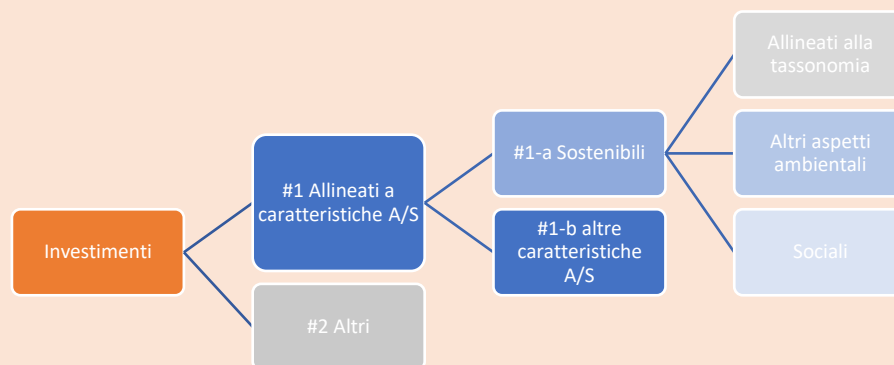 Investimenti
#1 Allineati a
caratteristiche A/S
#2 Altri
#1-a Sostenibili
#1-b altre
caratteristiche
A/S
Allineati alla
tassonomia
Altri aspetti
ambientali
Sociali